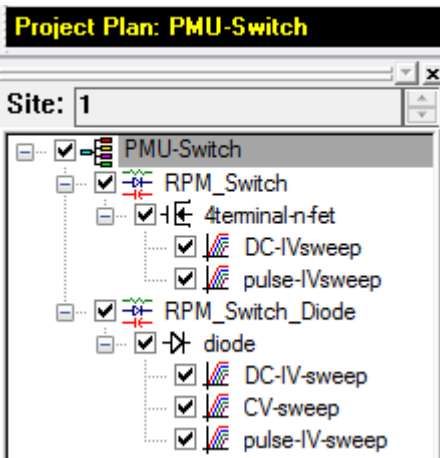 Project Plan: PMU-Switch
Site: 1
PMU-Switch
RPM_Switch
4terminal-n-fet
DC-IVsweep
pulse-IVsweep
RPM_Switch_Diode
diode
DC-IV-sweep
CV-sweep
pulse-IV-sweep